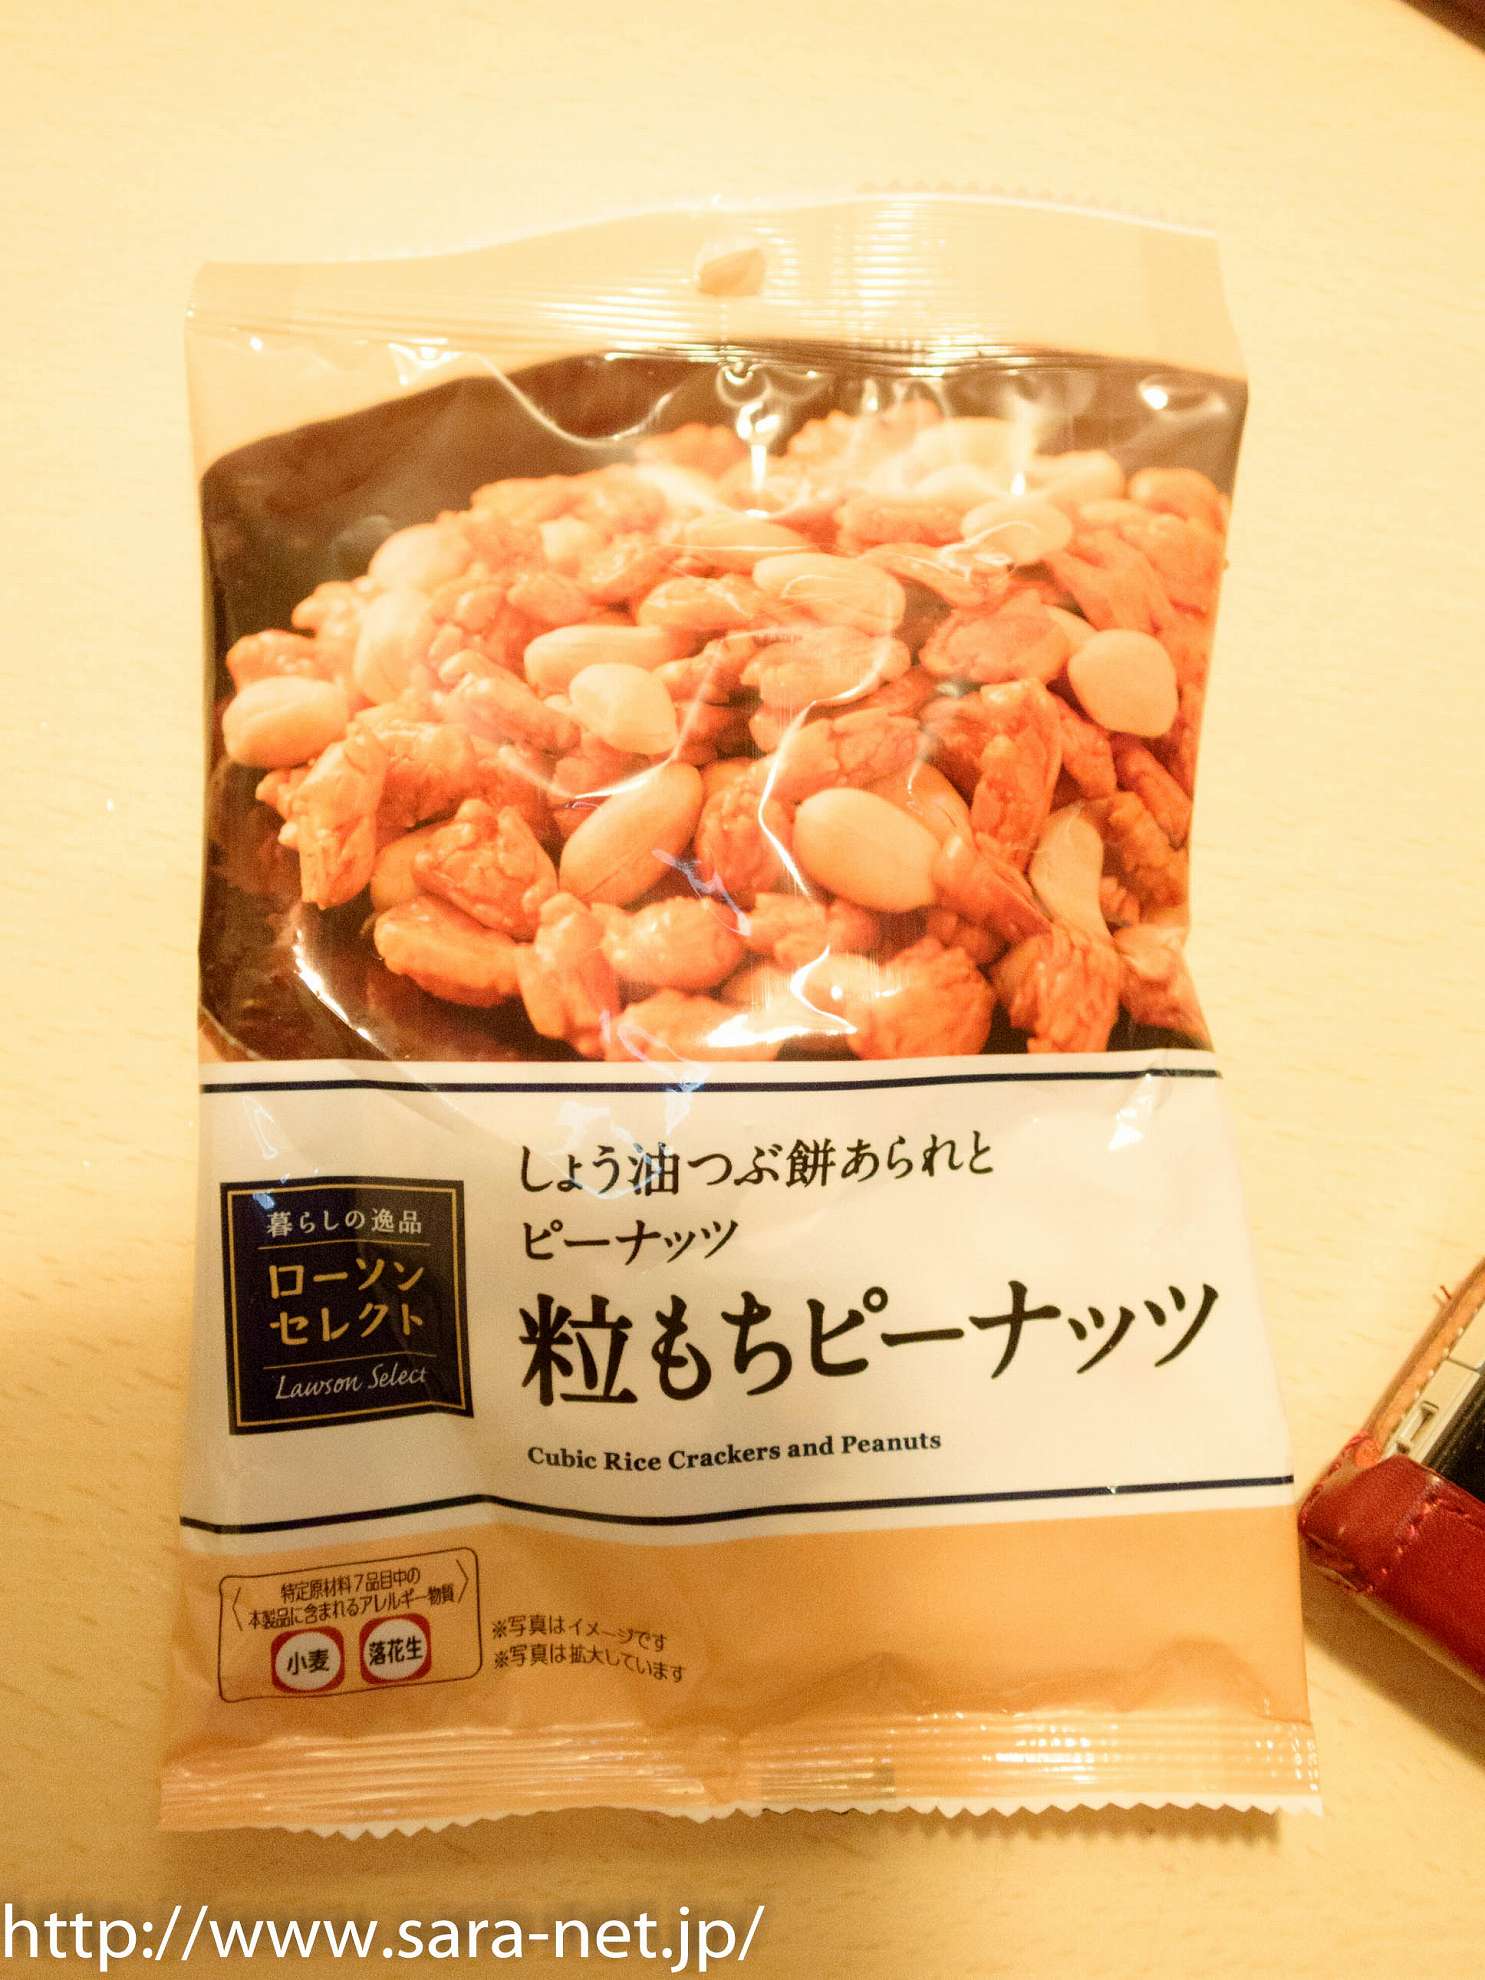 しょう油つぶ餅あられと
ピーナッツ
粒もちピーナッツ
Cubic Rice Crackers and Peanuts
暮らしの逸品
ローソン
セレクト
Lawson Select
特定原材料7品目中の
本製品に含まれるアレルギー物質
小麦
落花生
※写真はイメージです
※写真は拡大しています
http://www.sara-net.jp/